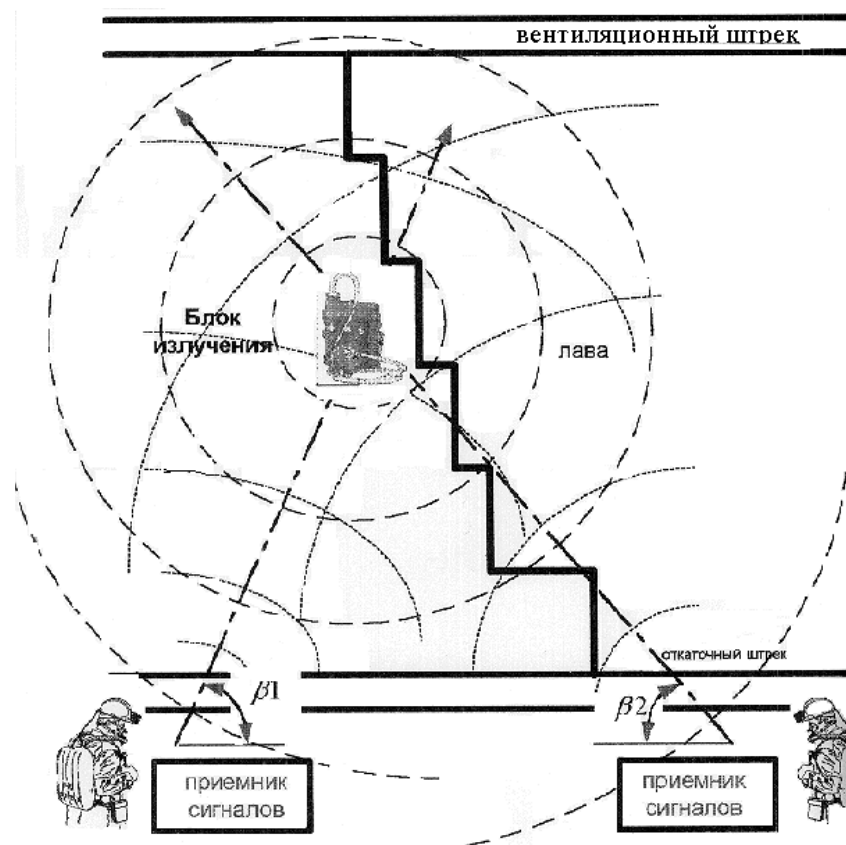 вентиляционный штрек
Блок
излучения
лава
откаточный штрек
β1
β2
приемник
сигналов
приемник
сигналов